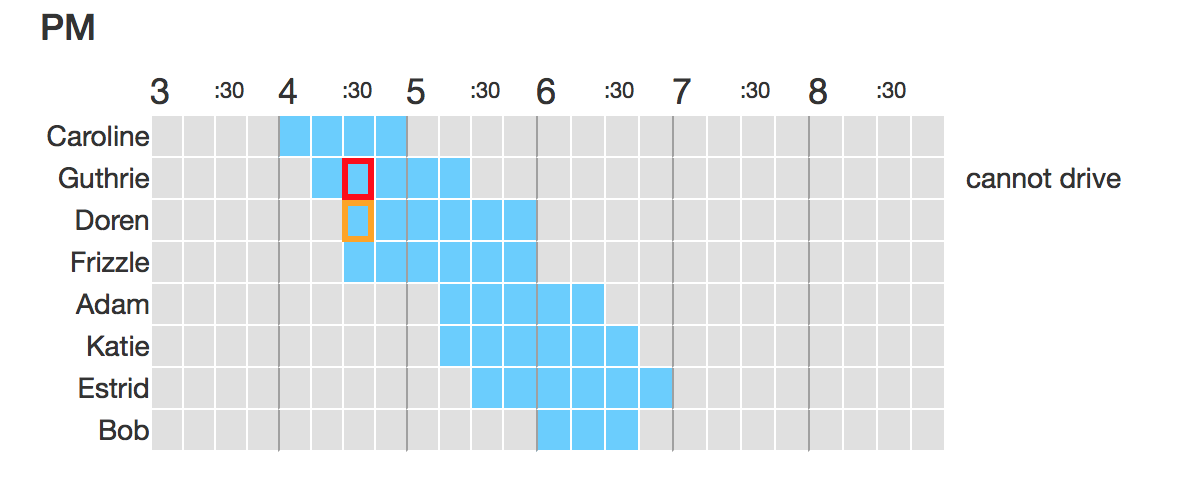 PM
3 :30 4 :30 5 :30 6 :30 7 :30 8 :30
Caroline
Guthrie cannot drive
Doren
Frizzle
Adam
Katie
Estrid
Bob